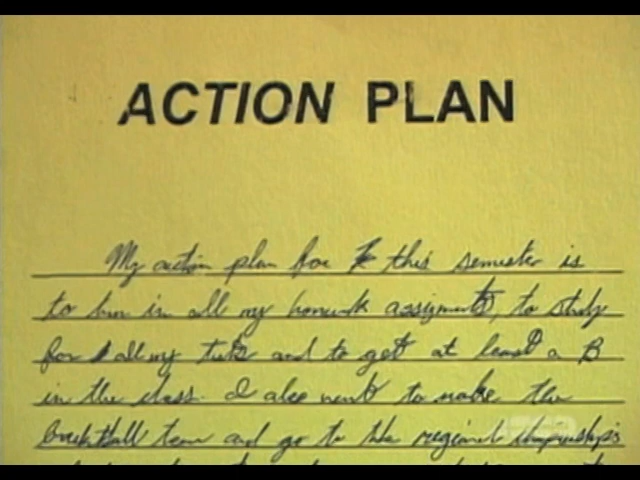 ACTION PLAN
My action plan for this semester is
to turn in all my homework assignments, to study
for all my tests and to get at least a B
in the class. I also want to make the
basketball team and go to the regional championships